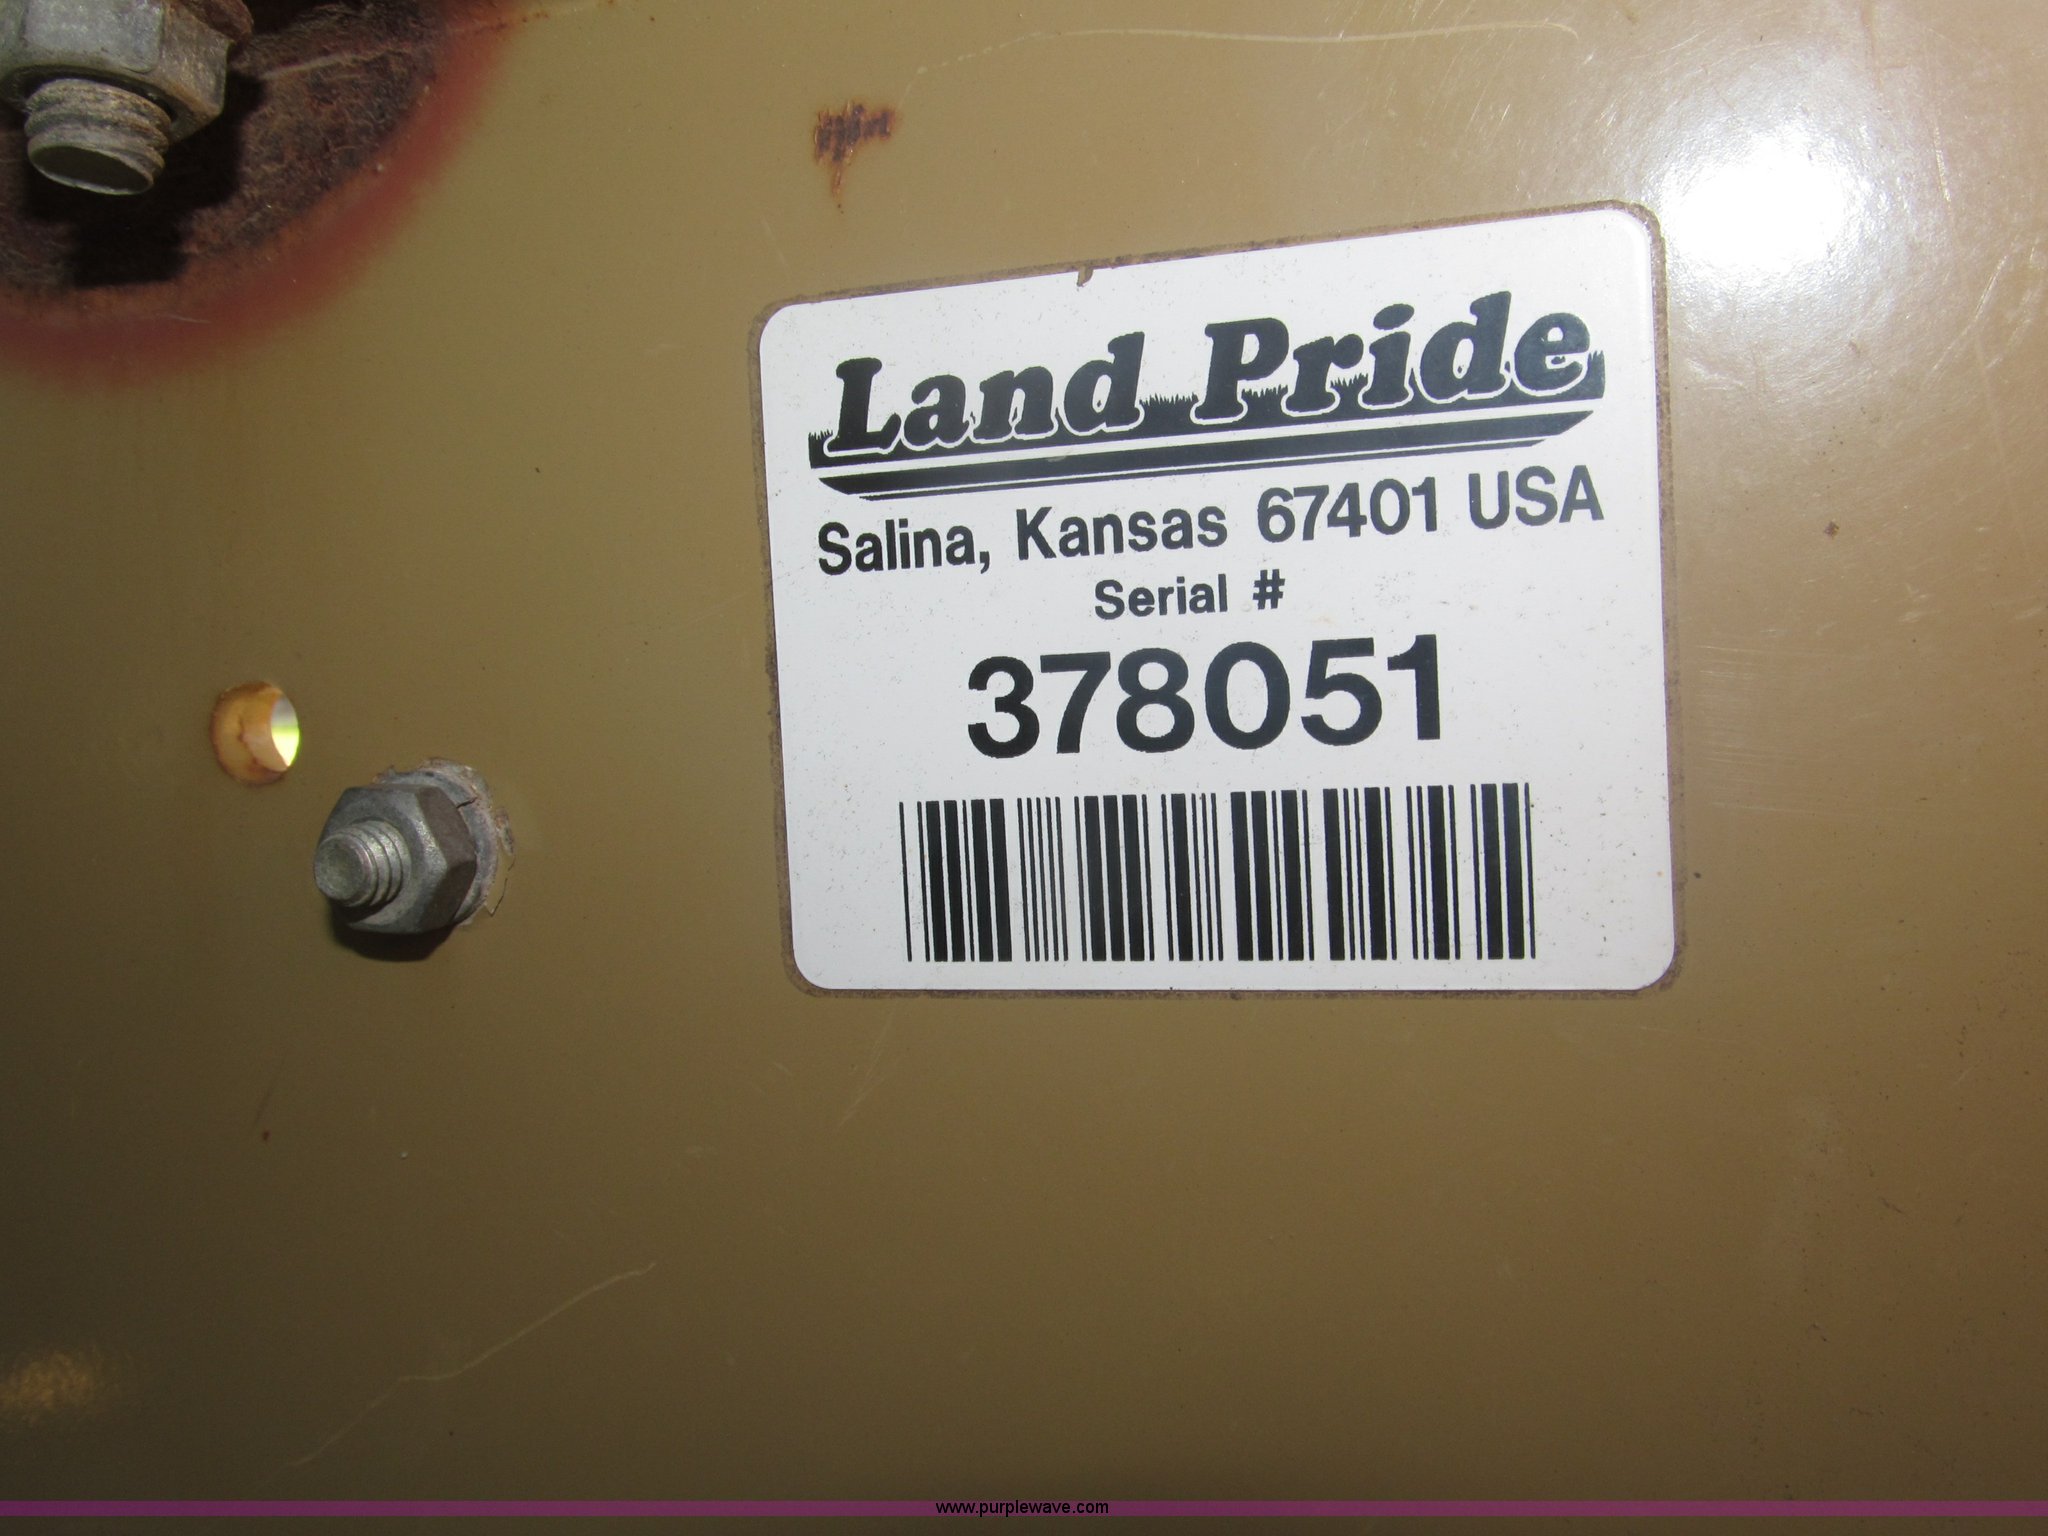 Land Pride
Salina, Kansas 67401 USA
Serial #
378051
www.purplewave.com